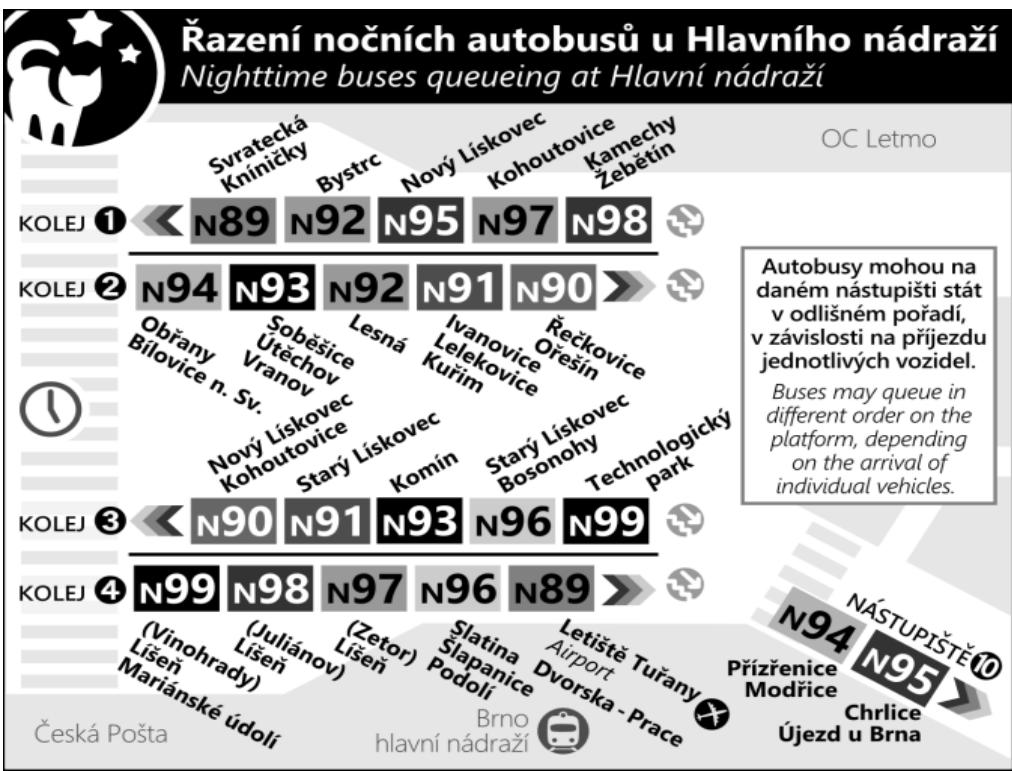 Řazení nočních autobusů u Hlavního nádraží
Nighttime buses queueing at Hlavní nádraží
OC Letmo
Svratecká
Kníničky
Bystrc
Nový Lískovec
Kohoutovice
Kamechy
Žebětín
KOLEJ 1 N89 N92 N95 N97 N98
KOLEJ 2 N94 N93 N92 N91 N90
Obřany
Bílovice n. Sv.
Soběšice
Útěchov
Vranov
Lesná
Ivanovice
Lelekovice
Kuřim
Řečkovice
Ořešín
Autobusy mohou na
daném nástupišti stát
v odlišném pořadí,
v závislosti na příjezdu
jednotlivých vozidel.
Buses may queue in
different order on the
platform, depending
on the arrival of
individual vehicles.
Nový Lískovec
Kohoutovice
Starý Lískovec
Komín
Starý Lískovec
Bosonohy
Technologický
park
KOLEJ 3 N90 N91 N93 N96 N99
KOLEJ 4 N99 N98 N97 N96 N89
(Vinohrady)
Líšeň
Mariánské údolí
(Juliánov)
Líšeň
(Zetor)
Líšeň
Slatina
Šlapanice
Podolí
Letiště Tuřany
Airport
Dvorska - Prace
NÁSTUPIŠTĚ 10
N94 N95
Přízřenice
Modřice
Chrlice
Újezd u Brna
Česká Pošta
Brno
hlavní nádraží